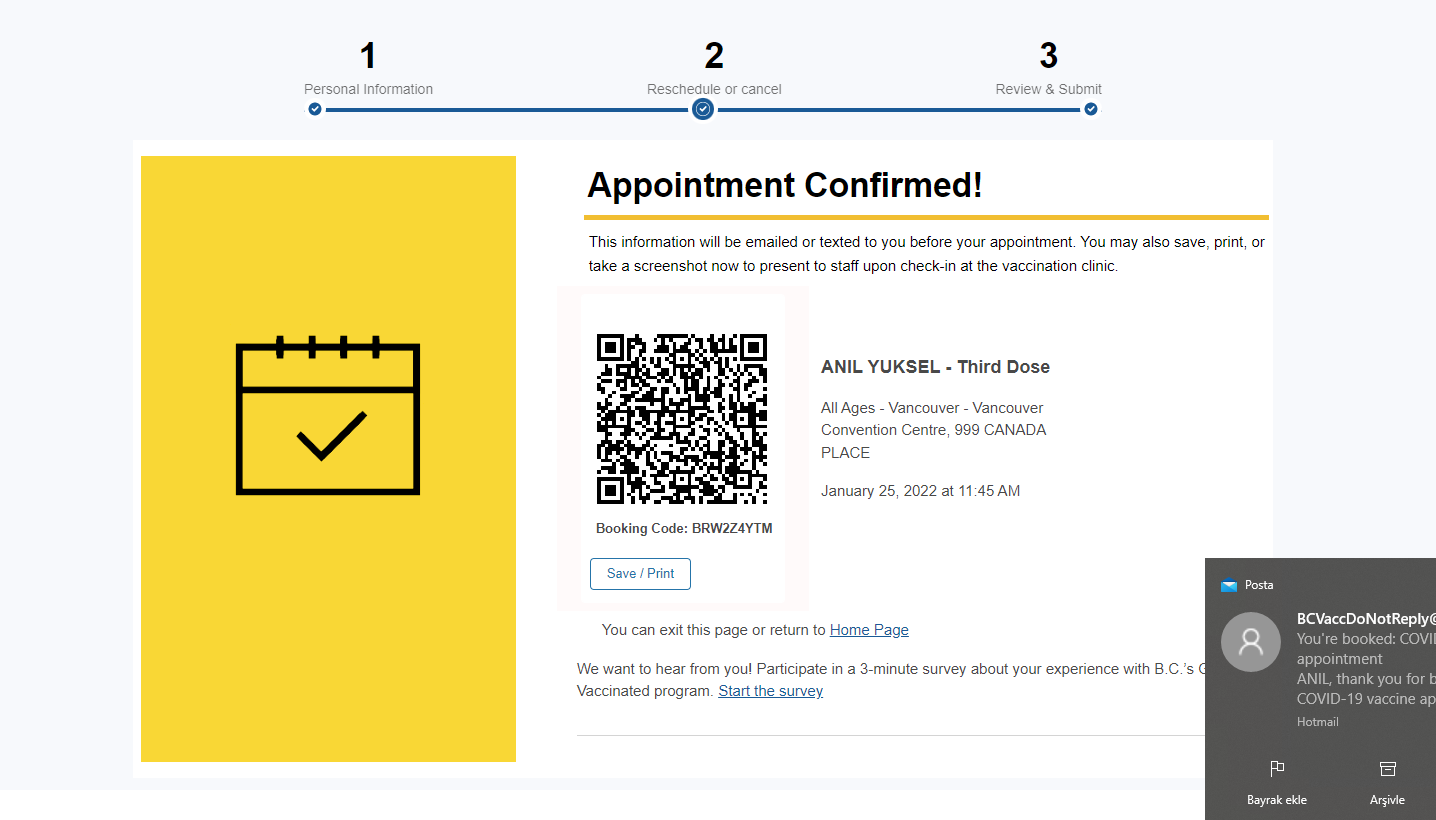 1
2
3
Personal Information
Reschedule or cancel
Review & Submit
Appointment Confirmed!
This information will be emailed or texted to you before your appointment. You may also save, print, or
take a screenshot now to present to staff upon check-in at the vaccination clinic.
ANIL YUKSEL - Third Dose
All Ages - Vancouver - Vancouver
Convention Centre, 999 CANADA
PLACE
January 25, 2022 at 11:45 AM
Booking Code: BRW2Z4YTM
Save / Print
You can exit this page or return to Home Page
We want to hear from you! Participate in a 3-minute survey about your experience with B.C.’s G
Vaccinated program. Start the survey
Posta
BCVaccDoNotReply@
You're booked: COVI
appointment
ANIL, thank you for b
COVID-19 vaccine ap
Hotmail
Bayrak ekle
Arşivle